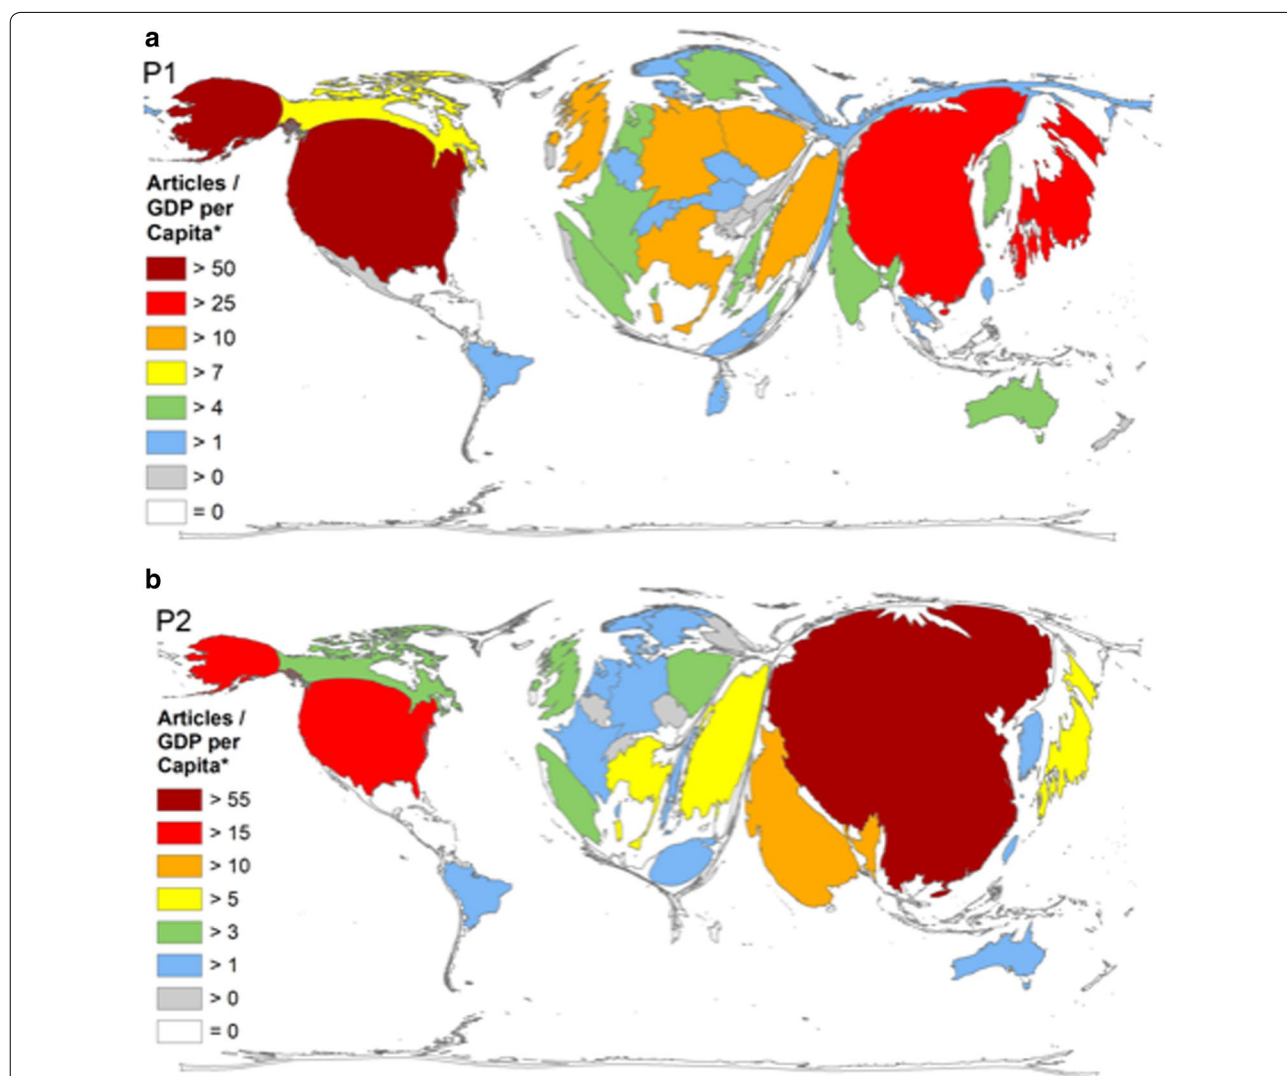 a
P1
Articles /
GDP per
Capita*
> 50
> 25
> 10
> 7
> 4
> 1
> 0
= 0
b
P2
Articles /
GDP per
Capita*
> 55
> 15
> 10
> 5
> 3
> 1
> 0
= 0